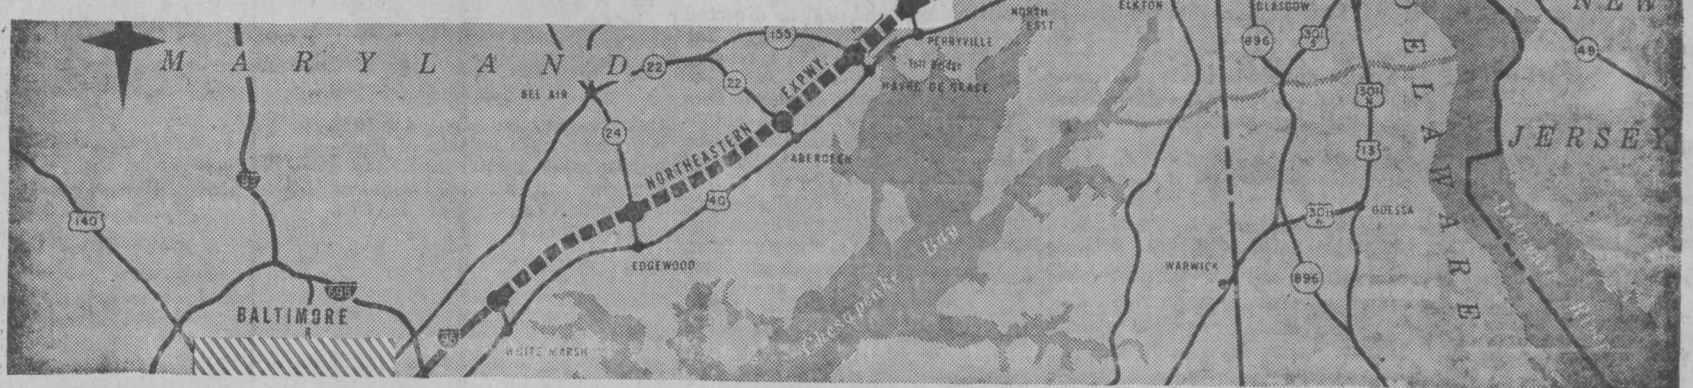 NORTH
EAST
ELKTON
GLASGOW
NEW
MARYLAND
155
PERRYVILLE
Toll Bridge
896
301
S
49
22
BEL AIR
22
EXPWY.
HAVRE DE GRACE
301
N
DELAWARE
24
NORTHEASTERN
ABERDEEN
13
JERSEY
83
40
140
301
ODESSA
Delaware River
EDGEWOOD
Chesapeake Bay
WARWICK
896
695
BALTIMORE
95
WHITE MARSH